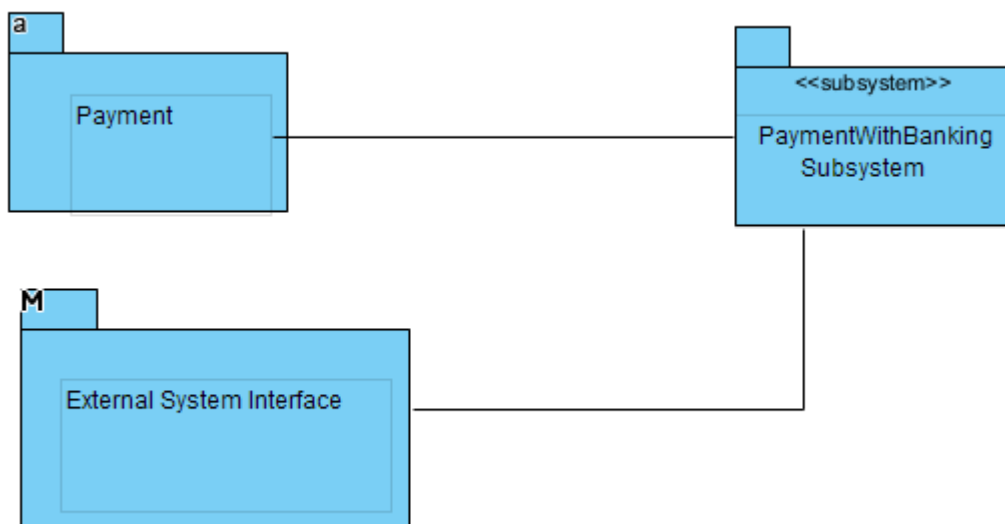 a
Payment
<<subsystem>>
PaymentWithBanking
Subsystem
M
External System Interface